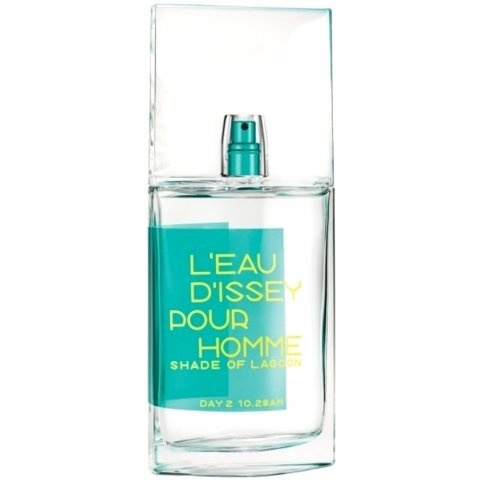 L'EAU
D'ISSEY
POUR
HOMME
SHADE OF LAGOON
DAY 2 10.28AM